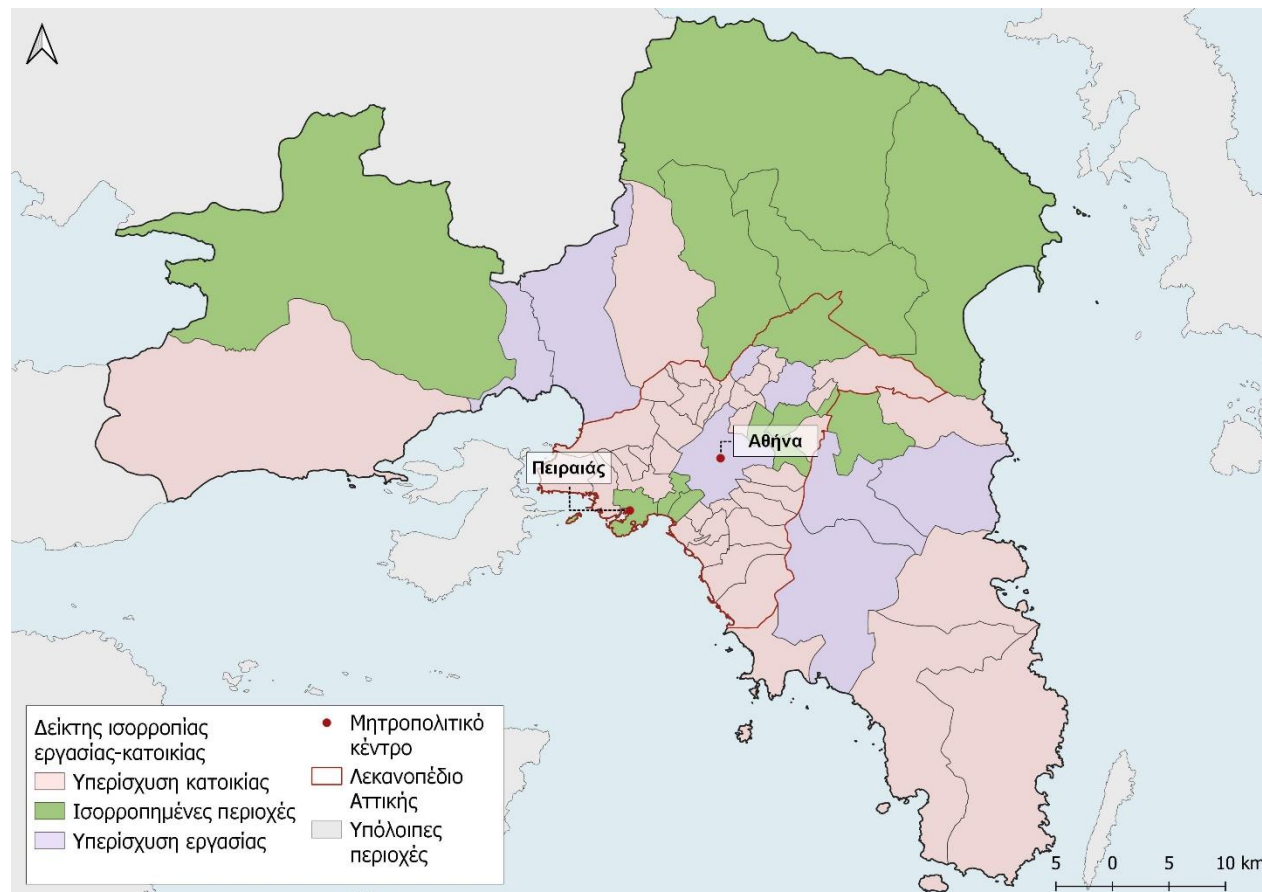 Αθήνα
Πειραιάς
Δείκτης ισορροπίας
εργασίας-κατοικίας
Υπερίσχυση κατοικίας
Ισορροπημένες περιοχές
Υπερίσχυση εργασίας
Μητροπολιτικό
κέντρο
Λεκανοπέδιο
Αττικής
Υπόλοιπες
περιοχές
5 0 5 10 km